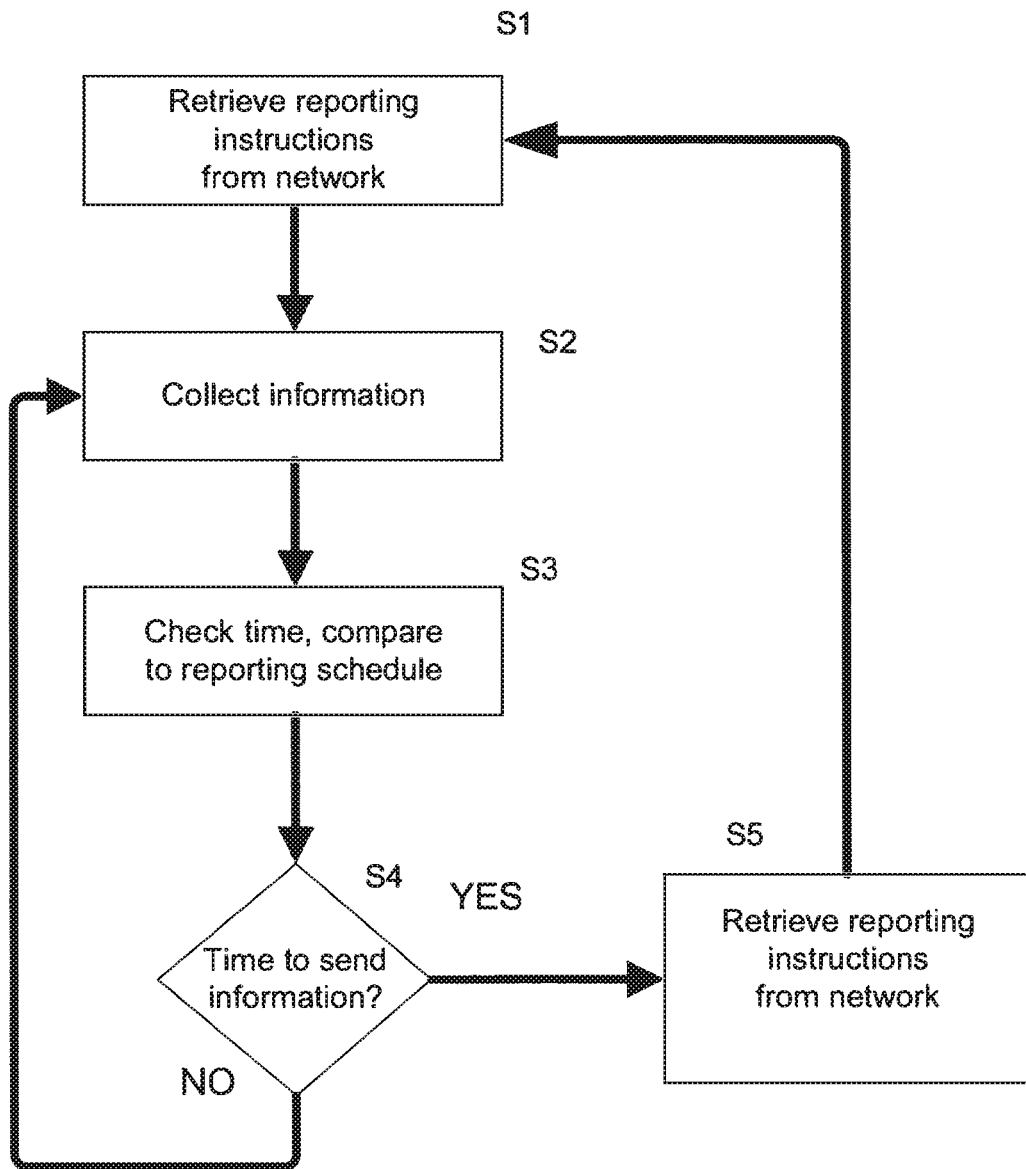 S1
Retrieve reporting
instructions
from network
S2
Collect information
S3
Check time, compare
to reporting schedule
S4
Time to send
information?
YES
NO
S5
Retrieve reporting
instructions
from network